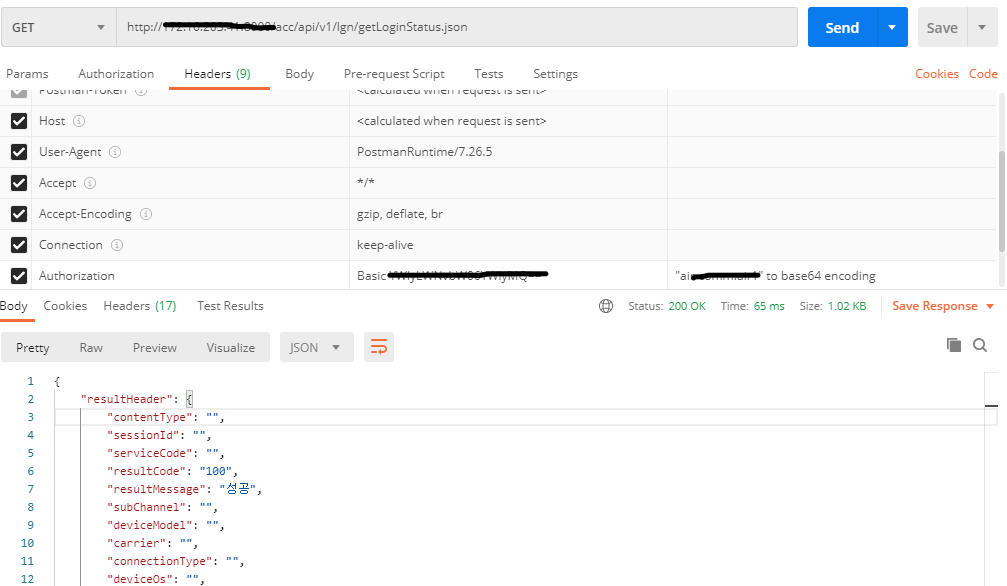 GET http:// /acc/api/v1/lgn/getLoginStatus.json Send Save
Params Authorization Headers (9) Body Pre-request Script Tests Settings Cookies Code
Postman-Token <calculated when request is sent>
Host <calculated when request is sent>
User-Agent PostmanRuntime/7.26.5
Accept */*
Accept-Encoding gzip, deflate, br
Connection keep-alive
Authorization Basic to base64 encoding
Body Cookies Headers (17) Test Results Status: 200 OK Time: 65 ms Size: 1.02 KB Save Response
Pretty Raw Preview Visualize JSON
1 {
2 "resultHeader": {
3 "contentType": "",
4 "sessionId": "",
5 "serviceCode": "",
6 "resultCode": "100",
7 "resultMessage": "성공",
8 "subChannel": "",
9 "deviceModel": "",
10 "carrier": "",
11 "connectionType": "",
12 "deviceOs": "",